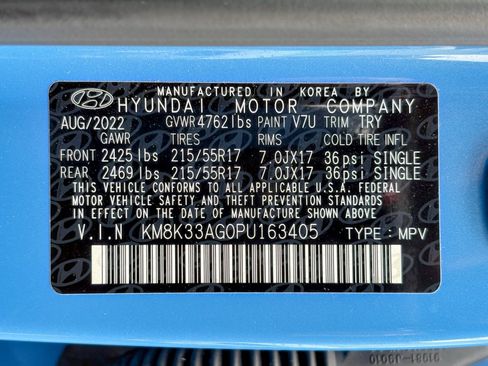 MANUFACTURED IN KOREA BY
HYUNDAI MOTOR COMPANY
AUG/2022 GVWR 4762lbs PAINT V7U TRIM TRY
GAWR TIRES RIMS COLD TIRE INFL
FRONT 2425lbs 215/55R17 7.0JX17 36psi SINGLE
REAR 2469lbs 215/55R17 7.0JX17 36psi SINGLE
THIS VEHICLE CONFORMS TO ALL APPLICABLE U.S.A. FEDERAL
MOTOR VEHICLE SAFETY AND THEFT PREVENTION STANDARDS
IN EFFECT ON THE DATE OF MANUFACTURE SHOWN ABOVE.
V.I.N KM8K33AG0PU163405 TYPE : MPV